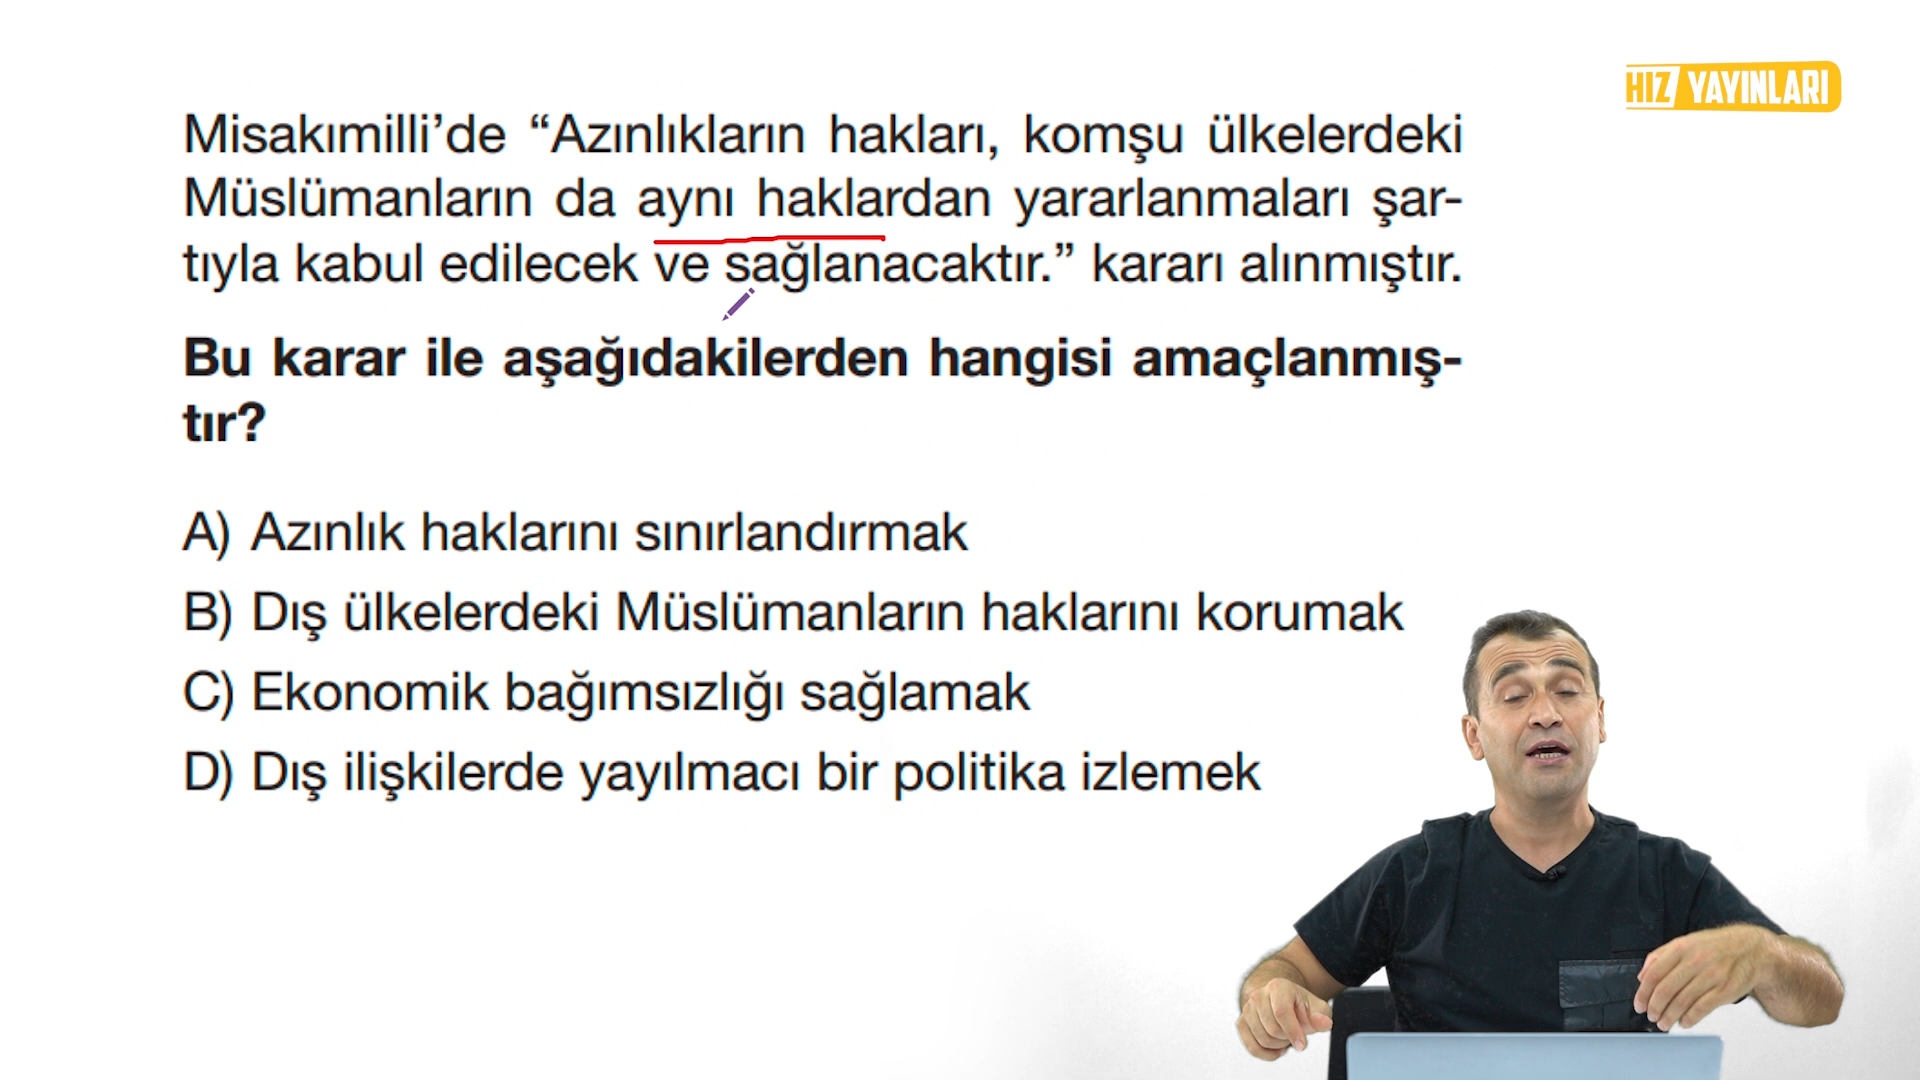 HIZ YAYINLARI
Misakımilli’de “Azınlıkların hakları, komşu ülkelerdeki
Müslümanların da aynı haklardan yararlanmaları şar-
tıyla kabul edilecek ve sağlanacaktır.” kararı alınmıştır.
Bu karar ile aşağıdakilerden hangisi amaçlanmış-
tır?
A) Azınlık haklarını sınırlandırmak
B) Dış ülkelerdeki Müslümanların haklarını korumak
C) Ekonomik bağımsızlığı sağlamak
D) Dış ilişkilerde yayılmacı bir politika izlemek